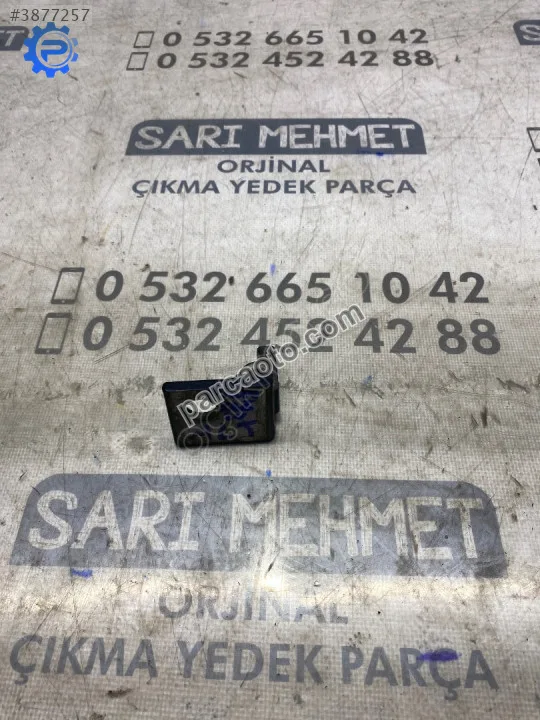 #3877257
0 532 665 10 42
0 532 452 42 88
SARI MEHMET
ORJİNAL
ÇIKMA YEDEK PARÇA
0 532 665 10 42
0 532 452 42 88
parcaoto.com
SARI MEHMET
ORJİNAL
ÇIKMA YEDEK PARÇA